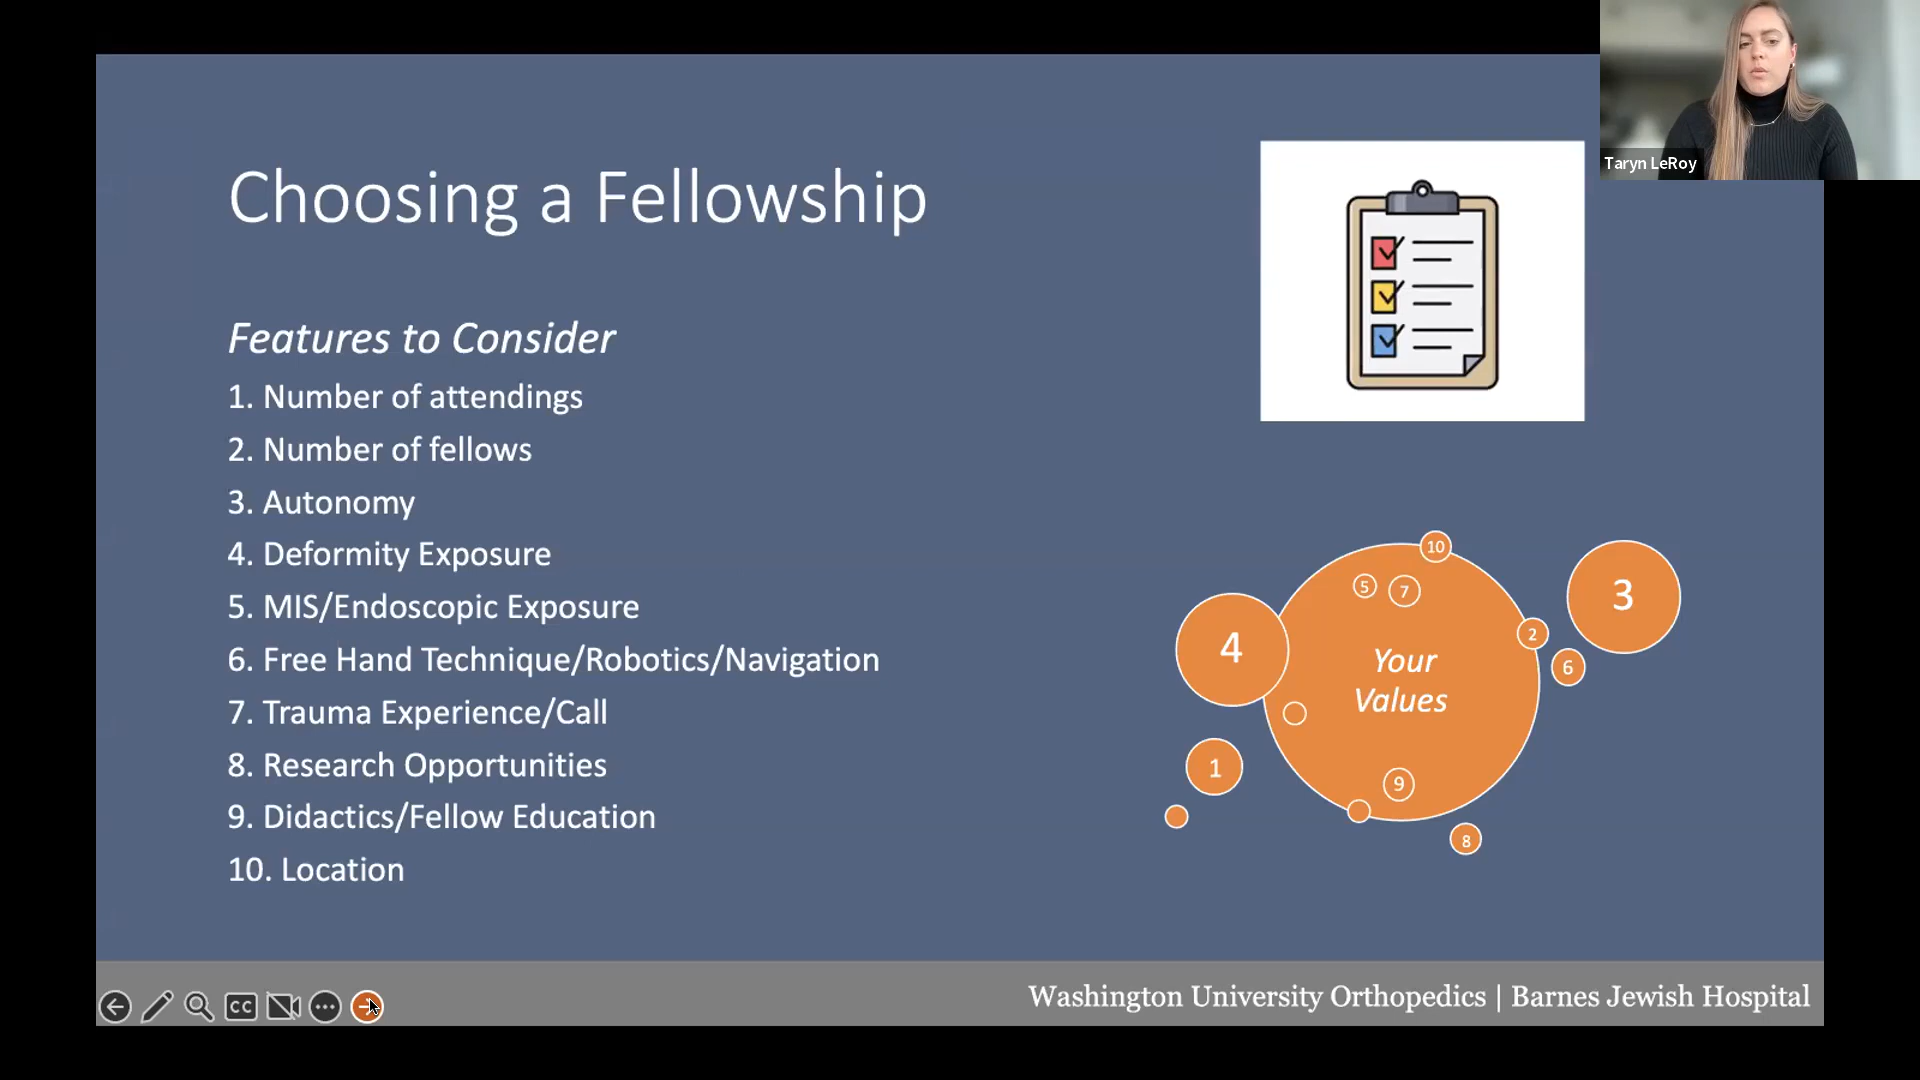 Taryn LeRoy
Choosing a Fellowship
Features to Consider
1. Number of attendings
2. Number of fellows
3. Autonomy
4. Deformity Exposure
5. MIS/Endoscopic Exposure
6. Free Hand Technique/Robotics/Navigation
7. Trauma Experience/Call
8. Research Opportunities
9. Didactics/Fellow Education
10. Location
10
5
7
3
4
2
6
Your
Values
1
9
8
CC
Washington University Orthopedics | Barnes Jewish Hospital